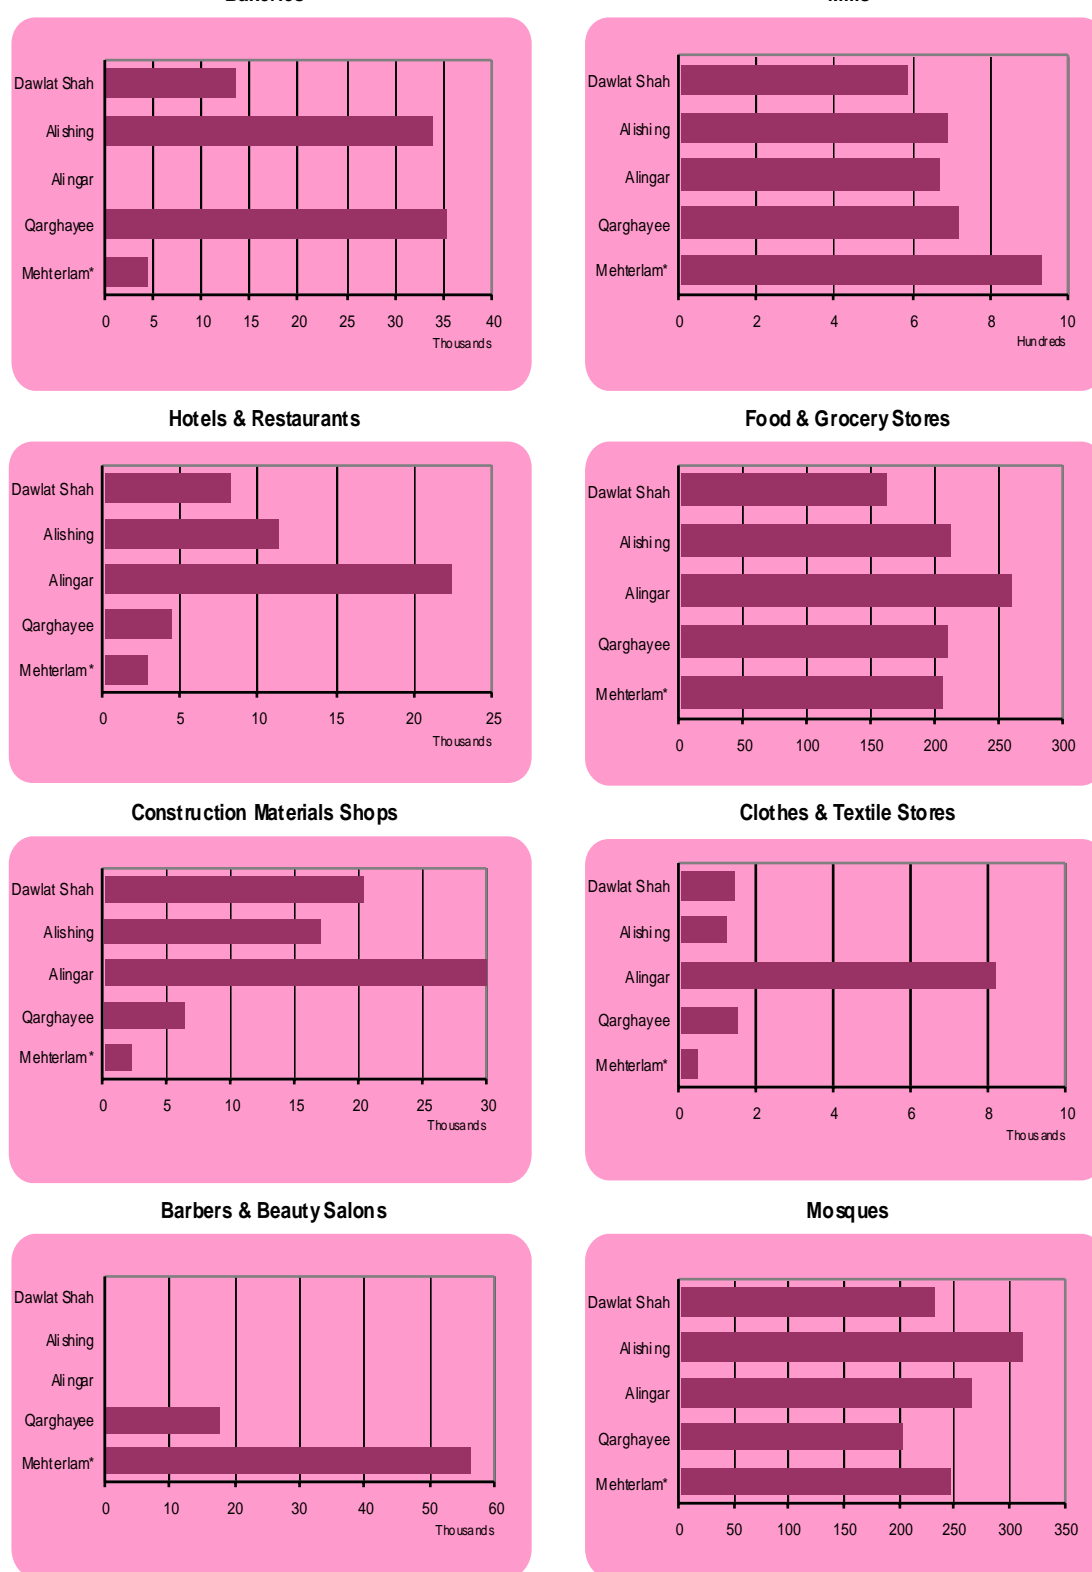 Dawlat Shah
Alishing
Alingar
Qarghayee
Mehterlam*
0 5 10 15 20 25 30 35 40
Thousands
Dawlat Shah
Alishing
Alingar
Qarghayee
Mehterlam*
0 2 4 6 8 10
Hundreds
Hotels & Restaurants
Dawlat Shah
Alishing
Alingar
Qarghayee
Mehterlam*
0 5 10 15 20 25
Thousands
Food & Grocery Stores
Dawlat Shah
Alishing
Alingar
Qarghayee
Mehterlam*
0 50 100 150 200 250 300
Construction Materials Shops
Dawlat Shah
Alishing
Alingar
Qarghayee
Mehterlam*
0 5 10 15 20 25 30
Thousands
Clothes & Textile Stores
Dawlat Shah
Alishing
Alingar
Qarghayee
Mehterlam*
0 2 4 6 8 10
Thousands
Barbers & Beauty Salons
Dawlat Shah
Alishing
Alingar
Qarghayee
Mehterlam*
0 10 20 30 40 50 60
Thousands
Mosques
Dawlat Shah
Alishing
Alingar
Qarghayee
Mehterlam*
0 50 100 150 200 250 300 350